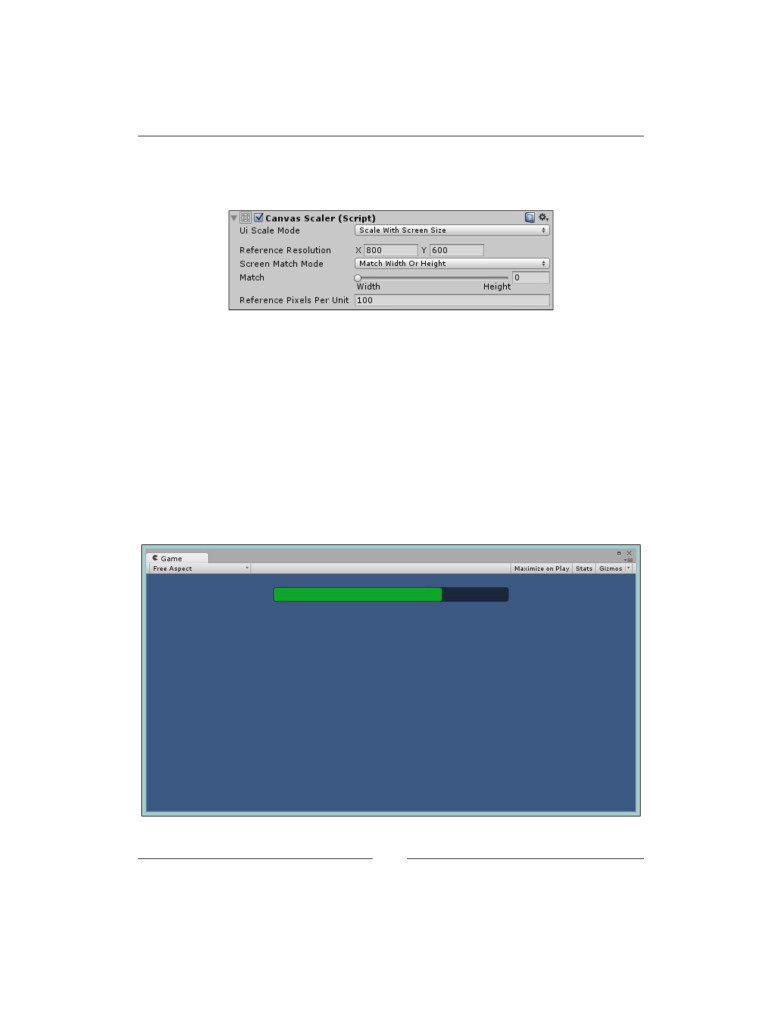 Canvas Scaler (Script)
Ui Scale Mode Scale With Screen Size
Reference Resolution X 800 Y 600
Screen Match Mode Match Width Or Height
Match 0
Width Height
Reference Pixels Per Unit 100
Game
Free Aspect Maximize on Play Stats Gizmos